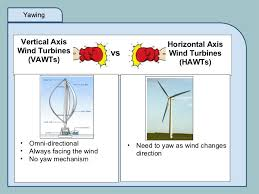 Yawing
Vertical Axis
Wind Turbines
(VAWTs)
vs
Horizontal Axis
Wind Turbines
(HAWTs)
• Omni-directional
• Always facing the wind
• No yaw mechanism
• Need to yaw as wind changes
direction